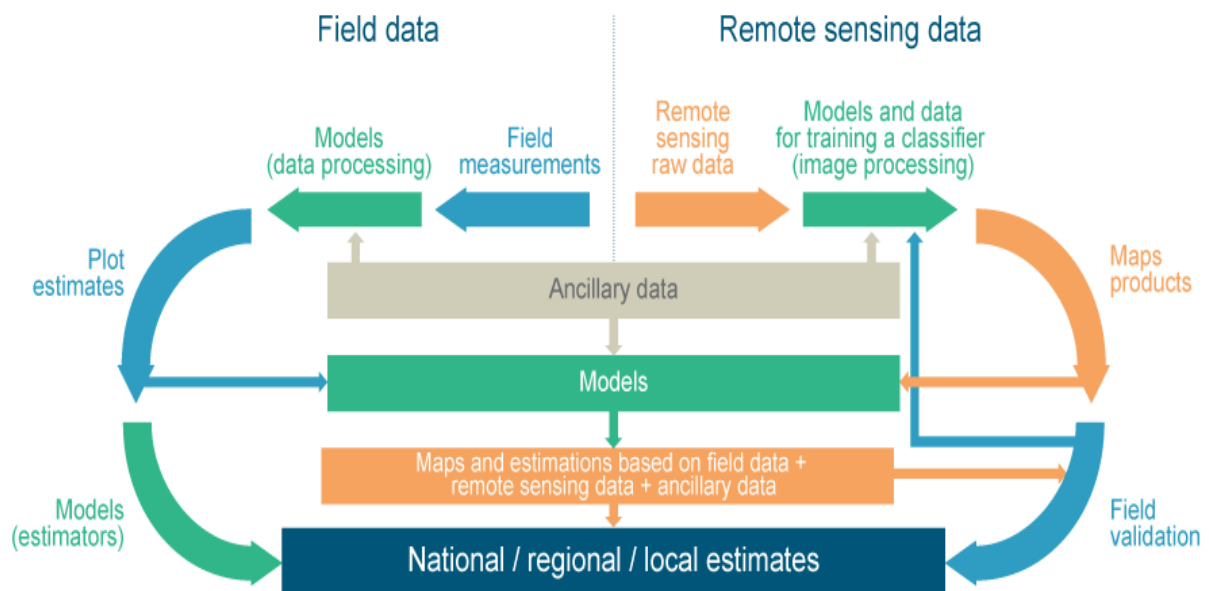 Field data
Remote sensing data
Models
(data processing)
Field
measurements
Remote
sensing
raw data
Models and data
for training a classifier
(image processing)
Plot
estimates
Ancillary data
Maps
products
Models
Maps and estimations based on field data +
remote sensing data + ancillary data
Models
(estimators)
Field
validation
National / regional / local estimates